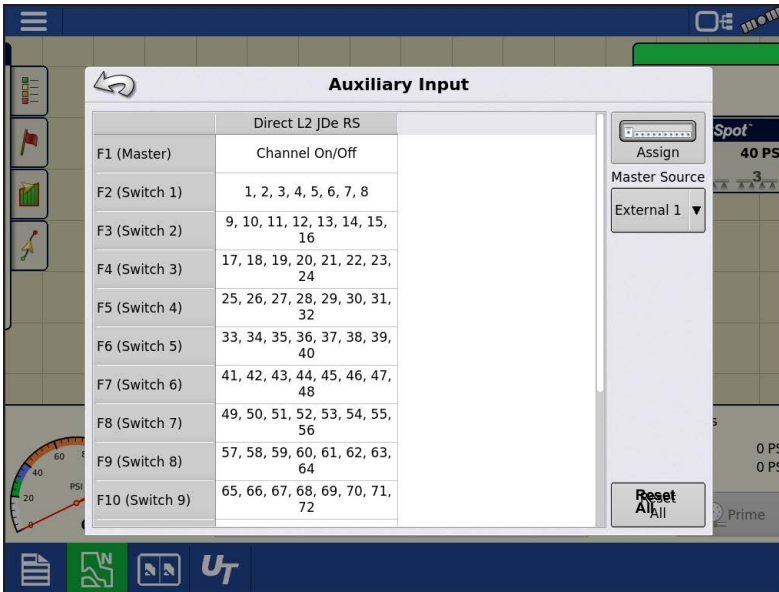 Auxiliary Input
Direct L2 JDe RS
F1 (Master)
Channel On/Off
F2 (Switch 1)
1, 2, 3, 4, 5, 6, 7, 8
F3 (Switch 2)
9, 10, 11, 12, 13, 14, 15,
16
F4 (Switch 3)
17, 18, 19, 20, 21, 22, 23,
24
F5 (Switch 4)
25, 26, 27, 28, 29, 30, 31,
32
F6 (Switch 5)
33, 34, 35, 36, 37, 38, 39,
40
F7 (Switch 6)
41, 42, 43, 44, 45, 46, 47,
48
F8 (Switch 7)
49, 50, 51, 52, 53, 54, 55,
56
F9 (Switch 8)
57, 58, 59, 60, 61, 62, 63,
64
F10 (Switch 9)
65, 66, 67, 68, 69, 70, 71,
72
Assign
Master Source
External 1
Reset
All
Reset
All
Spot
40 PS
3
0 PS
0 PS
Prime
60
40
20
PSI
N
UT